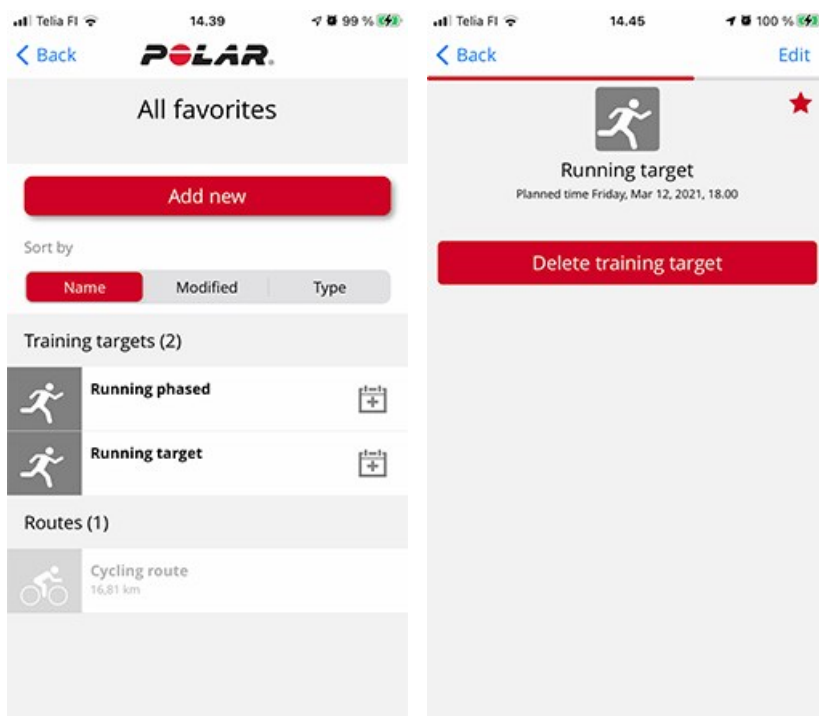 Telia FI 14.39 99 %
Back POLAR.
All favorites
Add new
Sort by
Name Modified Type
Training targets (2)
Running phased
Running target
Routes (1)
Cycling route
16,81 km
Telia FI 14.45 100 %
Back Edit
Running target
Planned time Friday, Mar 12, 2021, 18.00
Delete training target